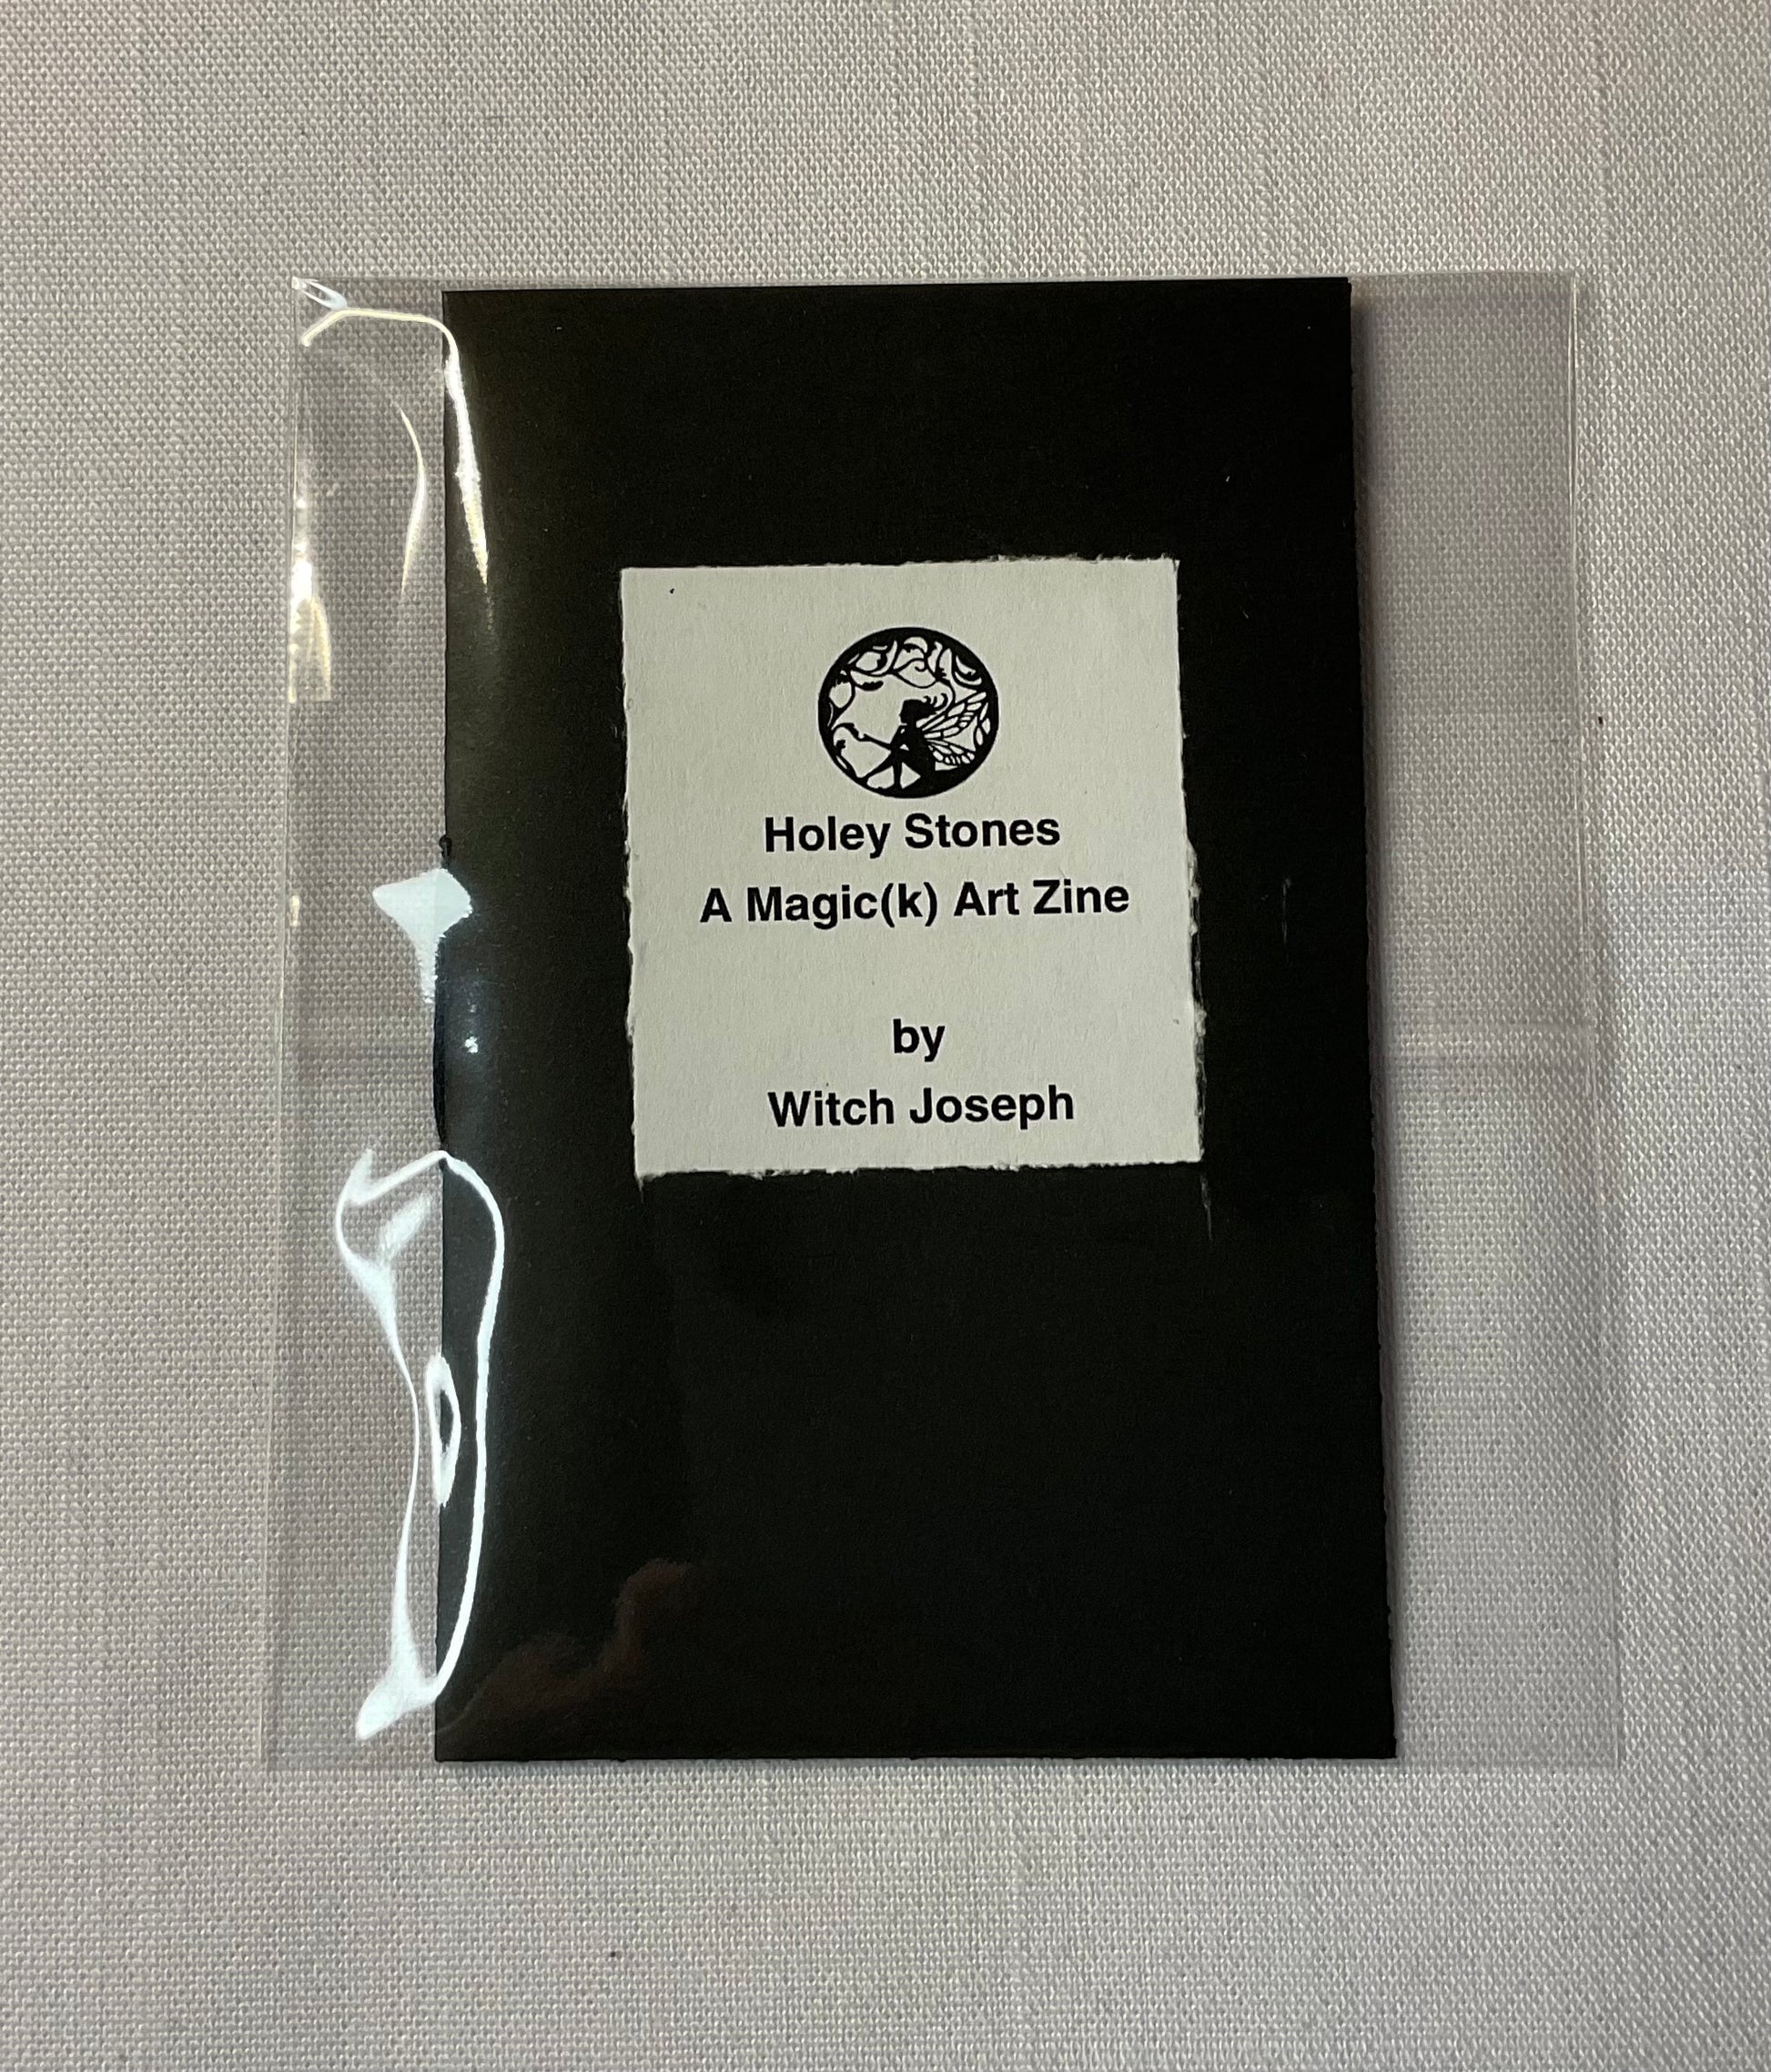 Holey Stones
A Magic(k) Art Zine
by
Witch Joseph